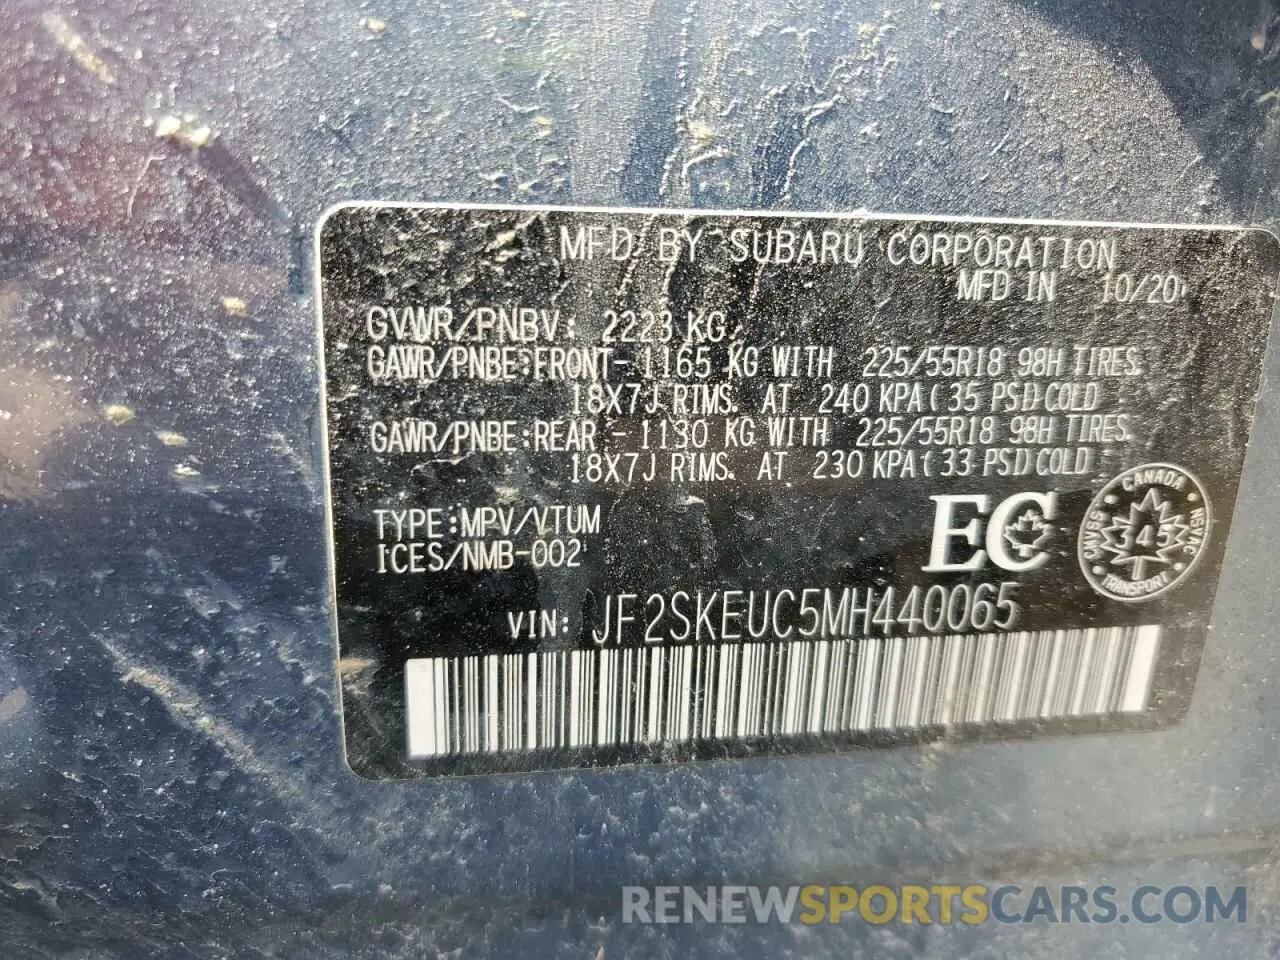 MFD BY SUBARU CORPORATION
MFD IN 10/20
GVWR/PNBV: 2223 KG
GAWR/PNBE:FRONT- 1165 KG WITH 225/55R18 98H TIRES.
18X7J RIMS. AT 240 KPA(35 PSI)COLD
GAWR/PNBE:REAR - 1130 KG WITH 225/55R18 98H TIRES.
18X7J RIMS. AT 230 KPA(33 PSI)COLD
TYPE:MPV/VTUM
ICES/NMB-002
EC
CANADA
CMVSS NSVAC
145
TRANSPORT
VIN: JF2SKEUC5MH440065
RENEWSPORTSCARS.COM